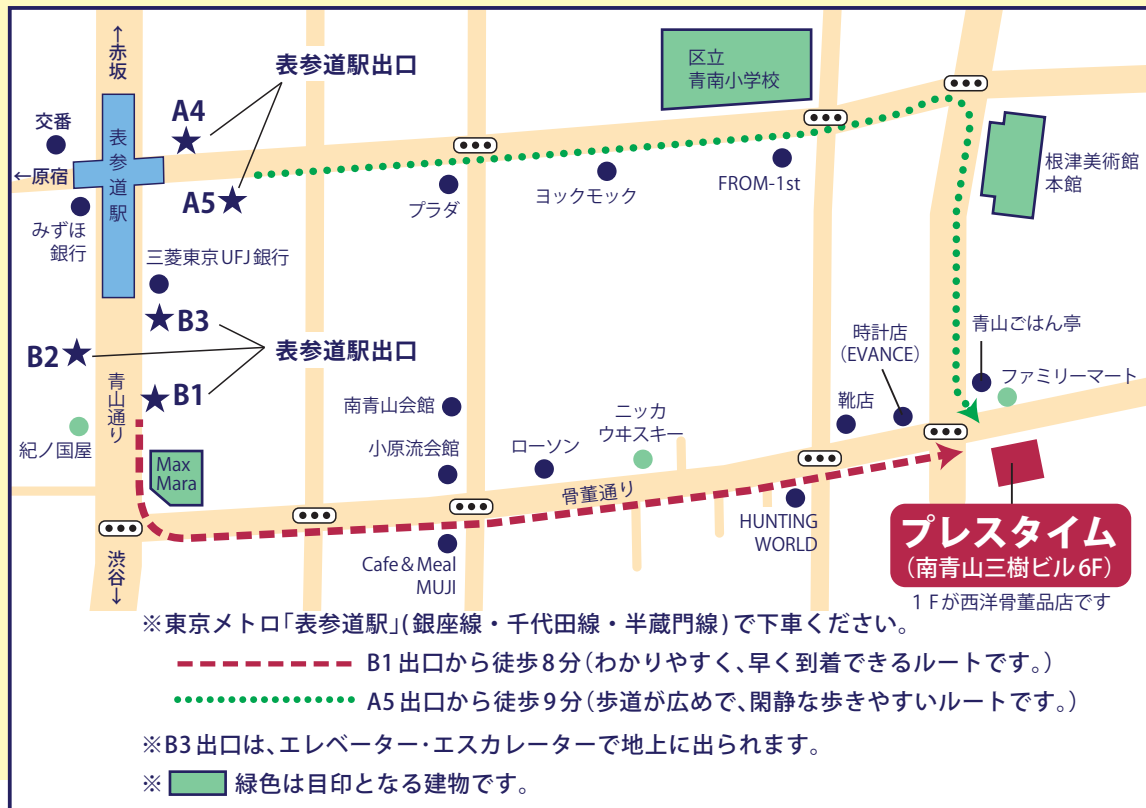 ↑赤坂
表参道駅出口
区立
青南小学校
A4
交番
表参道駅
←原宿
A5
みずほ
銀行
プラダ
ヨックモック
FROM-1st
根津美術館
本館
三菱東京UFJ銀行
B3
B2
表参道駅出口
B1
青山通り
紀ノ国屋
Max
Mara
南青山会館
小原流会館
ローソン
ニッカ
ウヰスキー
靴店
時計店
(EVANCE)
青山ごはん亭
ファミリーマート
骨董通り
渋谷↓
Cafe&Meal
MUJI
HUNTING
WORLD
プレスタイム
(南青山三樹ビル6F)
1Fが西洋骨董品店です
※東京メトロ「表参道駅」(銀座線・千代田線・半蔵門線)で下車ください。
B1出口から徒歩8分(わかりやすく、早く到着できるルートです。)
A5出口から徒歩9分(歩道が広めで、閑静な歩きやすいルートです。)
※B3出口は、エレベーター・エスカレーターで地上に出られます。
※ 緑色は目印となる建物です。